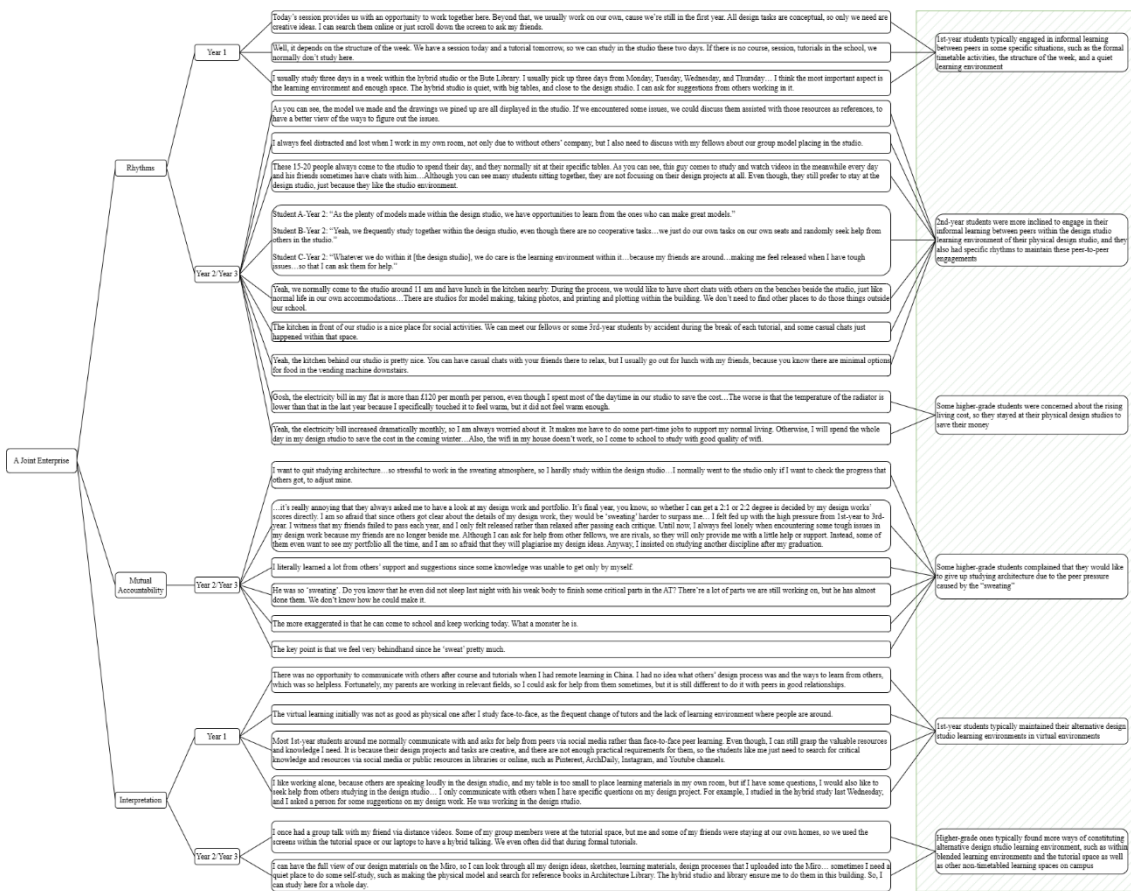 Today's session provides us with an opportunity to work together here. Beyond that, we usually work on our own, cause we're still in the first year. All design tasks are conceptual, so only we need are
creative ideas. I can search them online or just scroll down the screen to ask my friends.
Year 1
Well, it depends on the structure of the week. We have a session today and a tutorial tomorrow, so we can study in the studio these two days. If there is no course, session, tutorials in the school, we
normally don't study here.
I usually study three days in a week within the hybrid studio or the Bute Library. I usually pick up three days from Monday, Tuesday, Wednesday, and Thursday… I think the most important aspect is
the learning environment and enough space. The hybrid studio is quiet, with big tables, and close to the design studio. I can ask for suggestions from others working in it.
1st-year students typically engaged in informal learning
between peers in some specific situations, such as the formal
timetable activities, the structure of the week, and a quiet
learning environment
Rhythms
As you can see, the model we made and the drawings we pined up are all displayed in the studio. If we encountered some issues, we could discuss them assisted with those resources as references, to
have a better view of the ways to figure out the issues.
I always feel distracted and lost when I work in my own room, not only due to without others' company, but I also need to discuss with my fellows about our group model placing in the studio.
These 15-20 people always come to the studio to spend their day, and they normally sit at their specific tables. As you can see, this guy comes to study and watch videos in the meanwhile every day
and his friends sometimes have chats with him…Although you can see many students sitting together, they are not focusing on their design projects at all. Even though, they still prefer to stay at the
design studio, just because they like the studio environment.
Student A-Year 2: "As the plenty of models made within the design studio, we have opportunities to learn from the ones who can make great models."
Student B-Year 2: "Yeah, we frequently study together within the design studio, even though there are no cooperative tasks…we just do our own tasks on our own seats and randomly seek help from
others in the studio."
Student C-Year 2: "Whatever we do within it [the design studio], we do care is the learning environment within it…because my friends are around…making me feel released when I have tough
issues…so that I can ask them for help."
2nd-year students were more inclined to engage in their
informal learning between peers within the design studio
learning environment of their physical design studio, and they
also had specific rhythms to maintain these peer-to-peer
engagements
Year 2/Year 3
Yeah, we normally come to the studio around 11 am and have lunch in the kitchen nearby. During the process, we would like to have short chats with others on the benches beside the studio, just like
normal life in our own accommodations…There are studios for model making, taking photos, and printing and plotting within the building. We don't need to find other places to do those things outside
our school.
The kitchen in front of our studio is a nice place for social activities. We can meet our fellows or some 3rd-year students by accident during the break of each tutorial, and some casual chats just
happened within that space.
Yeah, the kitchen behind our studio is pretty nice. You can have casual chats with your friends there to relax, but I usually go out for lunch with my friends, because you know there are minimal options
for food in the vending machine downstairs.
Gosh, the electricity bill in my flat is more than £120 per month per person, even though I spent most of the daytime in our studio to save the cost…The worse is that the temperature of the radiator is
lower than that in the last year because I specifically touched it to feel warm, but it did not feel warm enough.
Some higher-grade students were concerned about the rising
living cost, so they stayed at their physical design studios to
save their money
Yeah, the electricity bill increased dramatically monthly, so I am always worried about it. It makes me have to do some part-time jobs to support my normal living. Otherwise, I will spend the whole
day in my design studio to save the cost in the coming winter…Also, the wifi in my house doesn't work, so I come to school to study with good quality of wifi.
A Joint Enterprise
I want to quit studying architecture…so stressful to work in the sweating atmosphere, so I hardly study within the design studio…I normally went to the studio only if I want to check the progress that
others got, to adjust mine.
…it's really annoying that they always asked me to have a look at my design work and portfolio. It's final year, you know, so whether I can get a 2:1 or 2:2 degree is decided by my design works'
scores directly. I am so afraid that since others got clear about the details of my design work, they would be 'sweating' harder to surpass me… I felt fed up with the high pressure from 1st-year to 3rd-
year. I witness that my friends failed to pass each year, and I only felt released rather than relaxed after passing each critique. Until now, I always feel lonely when encountering some tough issues in
my design work because my friends are no longer beside me. Although I can ask for help from other fellows, we are rivals, so they will only provide me with a little help or support. Instead, some of
them even want to see my portfolio all the time, and I am so afraid that they will plagiarise my design ideas. Anyway, I insisted on studying another discipline after my graduation.
Mutual
Accountability
Year 2/Year 3
I literally learned a lot from others' support and suggestions since some knowledge was unable to get only by myself.
Some higher-grade students complained that they would like
to give up studying architecture due to the peer pressure
caused by the "sweating"
He was so 'sweating'. Do you know that he even did not sleep last night with his weak body to finish some critical parts in the AT? There're a lot of parts we are still working on, but he has almost
done them. We don't know how he could make it.
The more exaggerated is that he can come to school and keep working today. What a monster he is.
The key point is that we feel very behindhand since he 'sweat' pretty much.
There was no opportunity to communicate with others after course and tutorials when I had remote learning in China. I had no idea what others' design process was and the ways to learn from others,
which was so helpless. Fortunately, my parents are working in relevant fields, so I could ask for help from them sometimes, but it is still different to do it with peers in good relationships.
The virtual learning initially was not as good as physical one after I study face-to-face, as the frequent change of tutors and the lack of learning environment where people are around.
Year 1
Most 1st-year students around me normally communicate with and asks for help from peers via social media rather than face-to-face peer learning. Even though, I can still grasp the valuable resources
and knowledge I need. It is because their design projects and tasks are creative, and there are not enough practical requirements for them, so the students like me just need to search for critical
knowledge and resources via social media or public resources in libraries or online, such as Pinterest, ArchDaily, Instagram, and Youtube channels.
1st-year students typically maintained their alternative design
studio learning environments in virtual environments
I like working alone, because others are speaking loudly in the design studio, and my table is too small to place learning materials in my own room, but if I have some questions, I would also like to
seek help from others studying in the design studio… I only communicate with others when I have specific questions on my design project. For example, I studied in the hybrid study last Wednesday,
and I asked a person for some suggestions on my design work. He was working in the design studio.
Interpretation
I once had a group talk with my friend via distance videos. Some of my group members were at the tutorial space, but me and some of my friends were staying at our own homes, so we used the
screens within the tutorial space or our laptops to have a hybrid talking. We even often did that during formal tutorials.
Year 2/Year 3
I can have the full view of our design materials on the Miro, so I can look through all my design ideas, sketches, learning materials, design processes that I uploaded into the Miro… sometimes I need a
quiet place to do some self-study, such as making the physical model and search for reference books in Architecture Library. The hybrid studio and library ensure me to do them in this building. So, I
can study here for a whole day.
Higher-grade ones typically found more ways of constituting
alternative design studio learning environment, such as within
blended learning environments and the tutorial space as well
as other non-timetabled learning spaces on campus